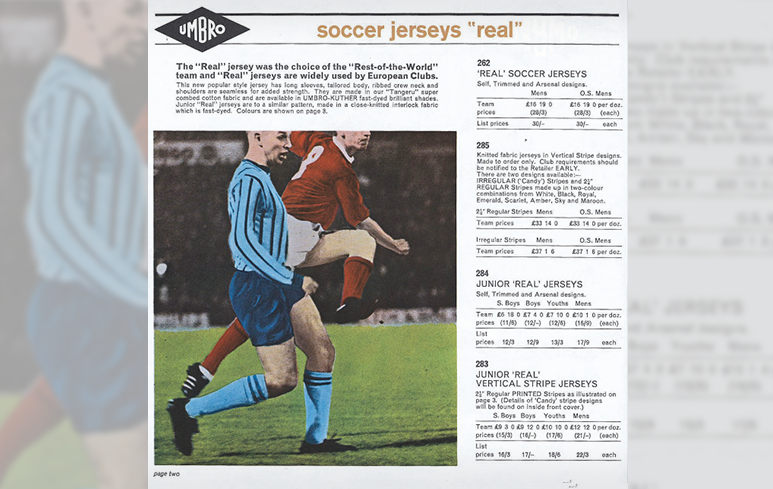 UMBRO
soccer jerseys "real"
The "Real" jersey was the choice of the "Rest-of-the-World"
team and "Real" jerseys are widely used by European Clubs.
This new popular style jersey has long sleeves, tailored body, ribbed crew neck and
shoulders are seamless for added strength. They are made in our "Tangeru" super
combed cotton fabric and are available in UMBRO-KUTHER fast-dyed brilliant shades.
Junior "Real" jerseys are to a similar pattern, made in a close-knitted interlock fabric
which is fast-dyed. Colours are shown on page 3.
9
page two
262
'REAL' SOCCER JERSEYS
Self, Trimmed and Arsenal designs.
Mens O.S. Mens
Team £16 19 0 £16 19 0 per doz.
prices (28/3) (28/3) (each)
List prices 30/- 30/- each
285
Knitted fabric jerseys in Vertical Stripe designs.
Made to order only. Club requirements should
be notified to the Retailer EARLY.
There are two designs available:—
IRREGULAR ('Candy') Stripes and 2½"
REGULAR Stripes made up in two-colour
combinations from White, Black, Royal,
Emerald, Scarlet, Amber, Sky and Maroon.
2½" Regular Stripes Mens O.S. Mens
Team prices £33 14 0 £33 14 0 per doz.
Irregular Stripes Mens O.S. Mens
Team prices £37 1 6 £37 1 6 per doz.
284
JUNIOR 'REAL' JERSEYS
Self, Trimmed and Arsenal designs.
S. Boys Boys Youths Mens
Team £6 18 0 £7 4 0 £7 10 0 £10 1 0 per doz.
prices (11/6) (12/-) (12/6) (16/9) (each)
List
prices 12/3 12/9 13/3 17/9 each
283
JUNIOR 'REAL'
VERTICAL STRIPE JERSEYS
2½" Regular PRINTED Stripes as illustrated on
page 3. (Details of 'Candy' stripe designs
will be found on inside front cover.)
S. Boys Boys Youths Mens
Team £9 3 0 £9 12 0 £10 10 0 £12 12 0 per doz.
prices (15/3) (16/-) (17/6) (21/-) (each)
List
prices 16/3 17/- 18/6 22/3 each